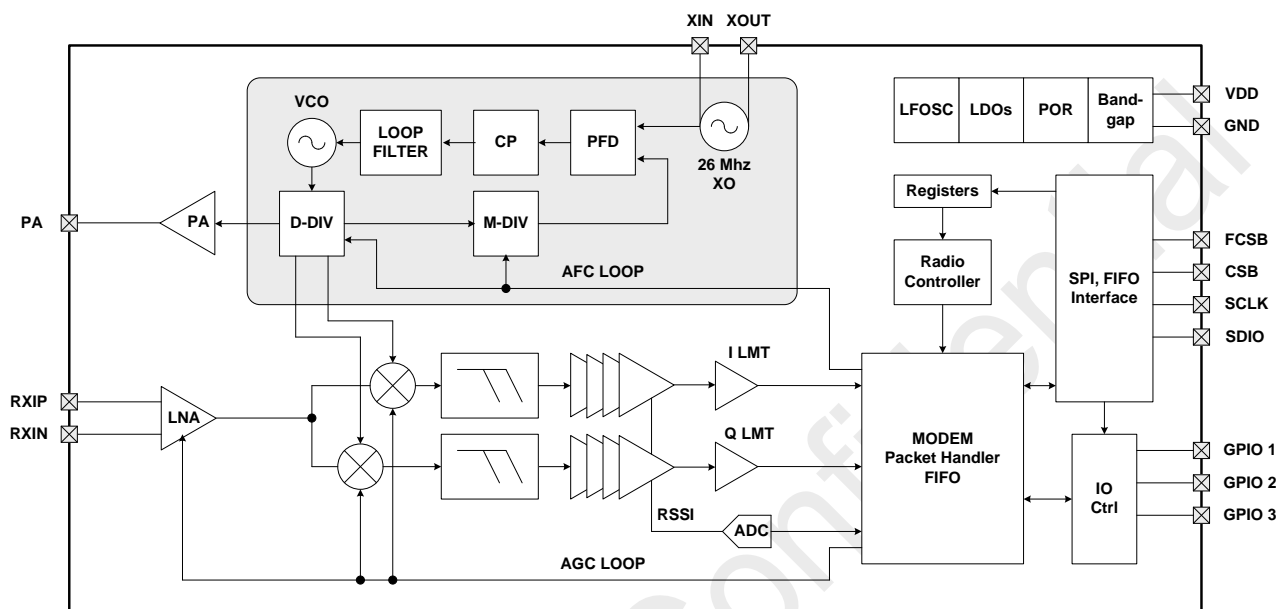 XIN XOUT
VCO
LOOP
FILTER
CP
PFD
26 Mhz
XO
LFOSC
LDOs
POR
Band-
gap
VDD
GND
PA
PA
D-DIV
M-DIV
AFC LOOP
Registers
Radio
Controller
SPI, FIFO
Interface
FCSB
CSB
SCLK
SDIO
RXIP
RXIN
LNA
I LMT
Q LMT
RSSI
ADC
AGC LOOP
MODEM
Packet Handler
FIFO
IO
Ctrl
GPIO 1
GPIO 2
GPIO 3
Confidential